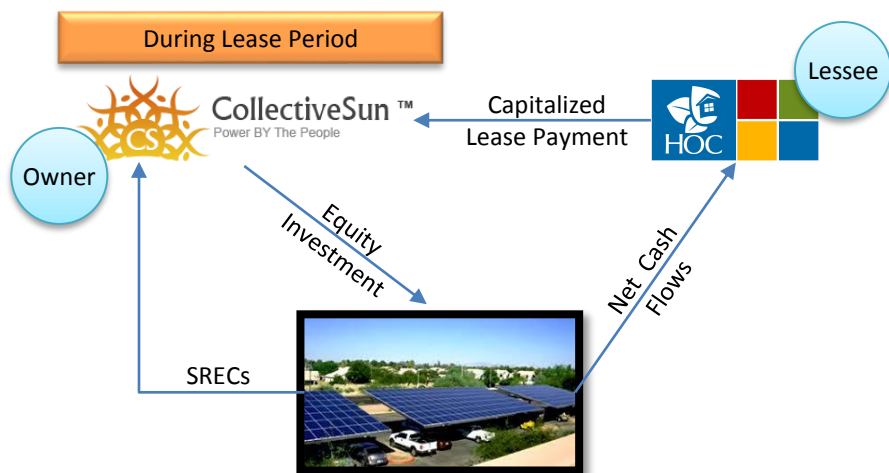 During Lease Period
Lessee
CollectiveSun ™
Power BY The People
CS
Owner
Capitalized
Lease Payment
HOC
Equity
Investment
Net Cash
Flows
SRECs